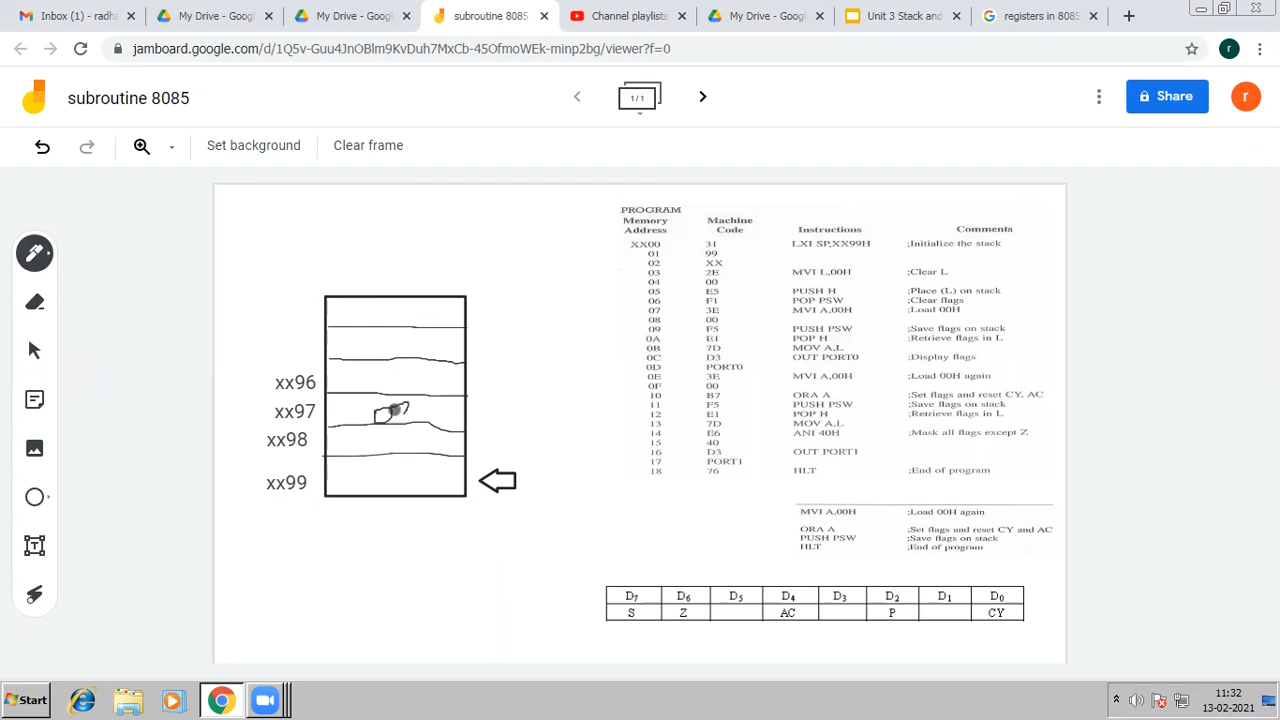 Inbox (1) - radha
My Drive - Googl
My Drive - Googl
subroutine 8085
Channel playlists
My Drive - Googl
Unit 3 Stack and
registers in 8085
jamboard.google.com/d/1Q5v-Guu4JnOBlm9KvDuh7MxCb-45OfmoWEk-minp2bg/viewer?f=0
r
subroutine 8085
1/1
Share
r
Set background
Clear frame
PROGRAM
Memory Address Machine Code Instructions Comments
XX00 31 LXI SP,XX99H ;Initialize the stack
01 99
02 XX
03 2E MVI L,00H ;Clear L
04 00
05 E5 PUSH H ;Place (L) on stack
06 F1 POP PSW ;Clear flags
07 3E MVI A,00H ;Load 00H
08 00
09 F5 PUSH PSW ;Save flags on stack
0A E1 POP H ;Retrieve flags in L
0B 7D MOV A,L
0C D3 OUT PORT0 ;Display flags
0D PORT0
0E 3E MVI A,00H ;Load 00H again
0F 00
10 B7 ORA A ;Set flags and reset CY, AC
11 F5 PUSH PSW ;Save flags on stack
12 E1 POP H ;Retrieve flags in L
13 7D MOV A,L
14 E6 ANI 40H ;Mask all flags except Z
15 40
16 D3 OUT PORT1
17 PORT1
18 76 HLT ;End of program
xx96
xx97
xx98
xx99
MVI A,00H ;Load 00H again
ORA A ;Set flags and reset CY and AC
PUSH PSW ;Save flags on stack
HLT ;End of program
D7 D6 D5 D4 D3 D2 D1 D0
S Z AC P CY
Start
11:32
13-02-2021